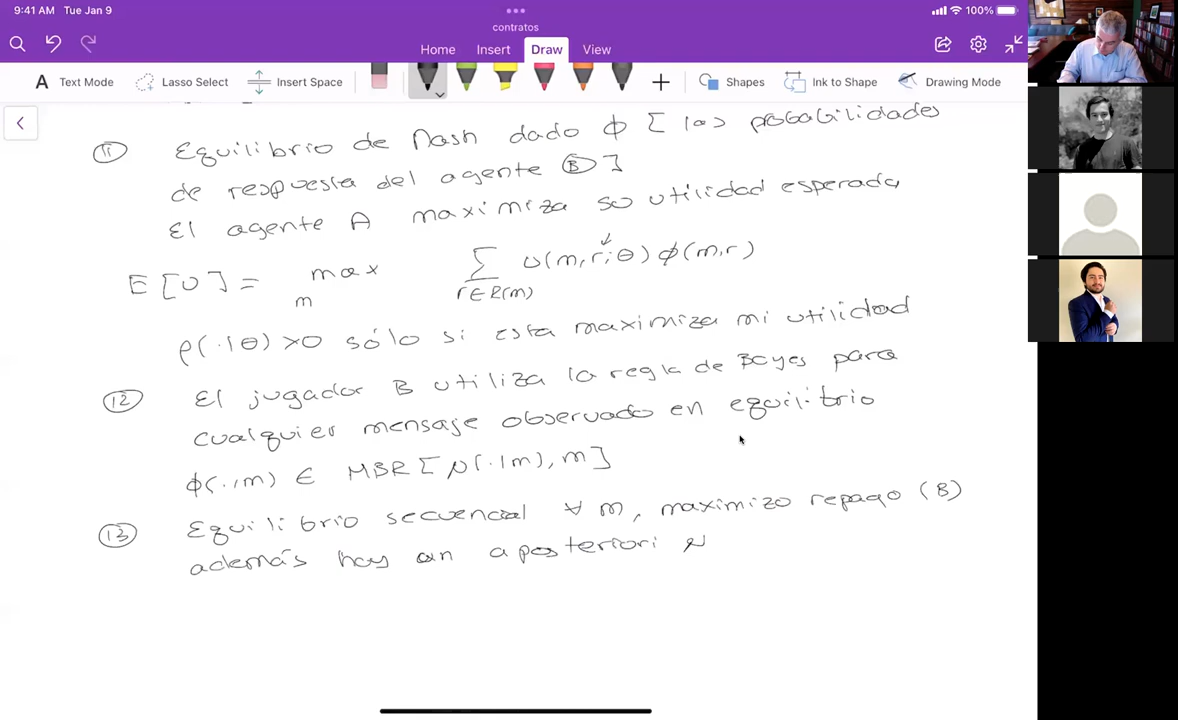 9:41 AM Tue Jan 9
100%
contratos
Home Insert Draw View
A Text Mode Lasso Select Insert Space Shapes Ink to Shape Drawing Mode
⑪ Equilibrio de Nash dado ϕ [las probabilidades
de respuesta del agente Ⓑ]
El agente A maximiza su utilidad esperada
E[U] = max Σ U(m,r;θ) ϕ(m,r)
m r∈R(m)
ρ(·|θ) >0 sólo si esta maximiza mi utilidad
⑫ El jugador B utiliza la regla de Bayes para
cualquier mensaje observado en equilibrio
ϕ(·,m) ∈ MBR[μ(·|m), m]
⑬ Equilibrio secuencial ∀ m, maximizo repago (B)
además hay un a posteriori μ